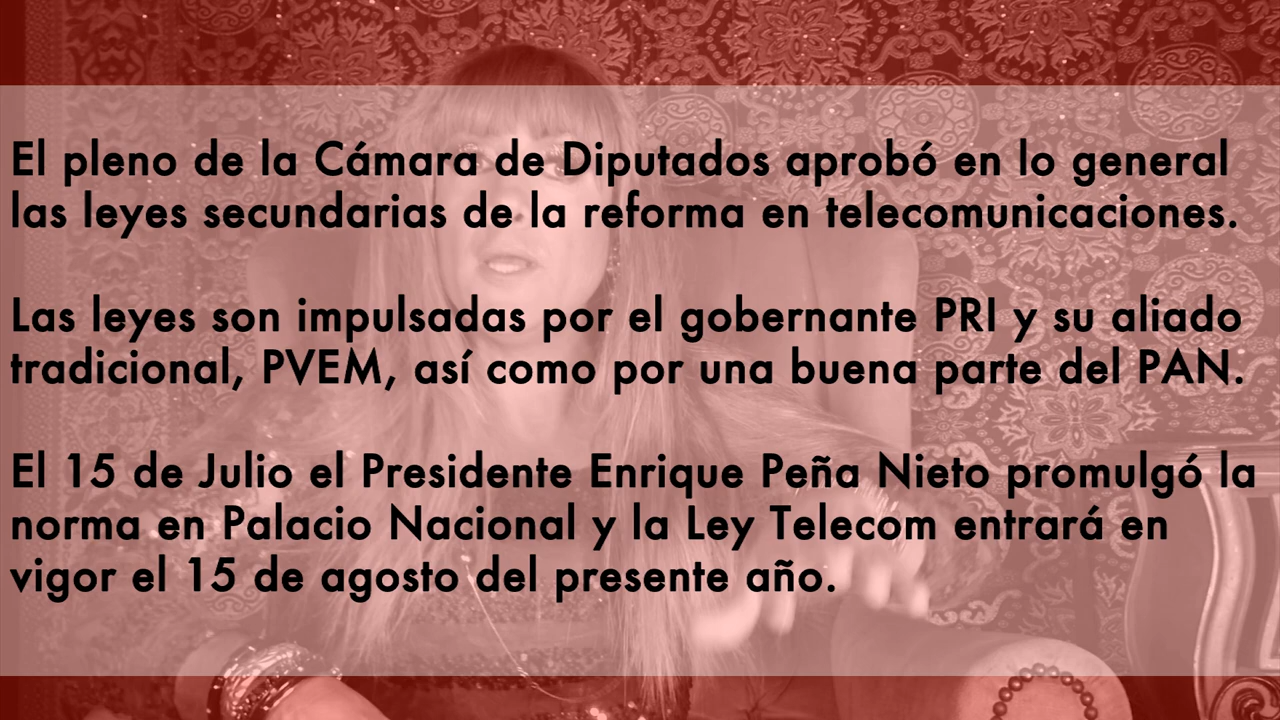 El pleno de la Cámara de Diputados aprobó en lo general
las leyes secundarias de la reforma en telecomunicaciones.
Las leyes son impulsadas por el gobernante PRI y su aliado
tradicional, PVEM, así como por una buena parte del PAN.
El 15 de Julio el Presidente Enrique Peña Nieto promulgó la
norma en Palacio Nacional y la Ley Telecom entrará en
vigor el 15 de agosto del presente año.